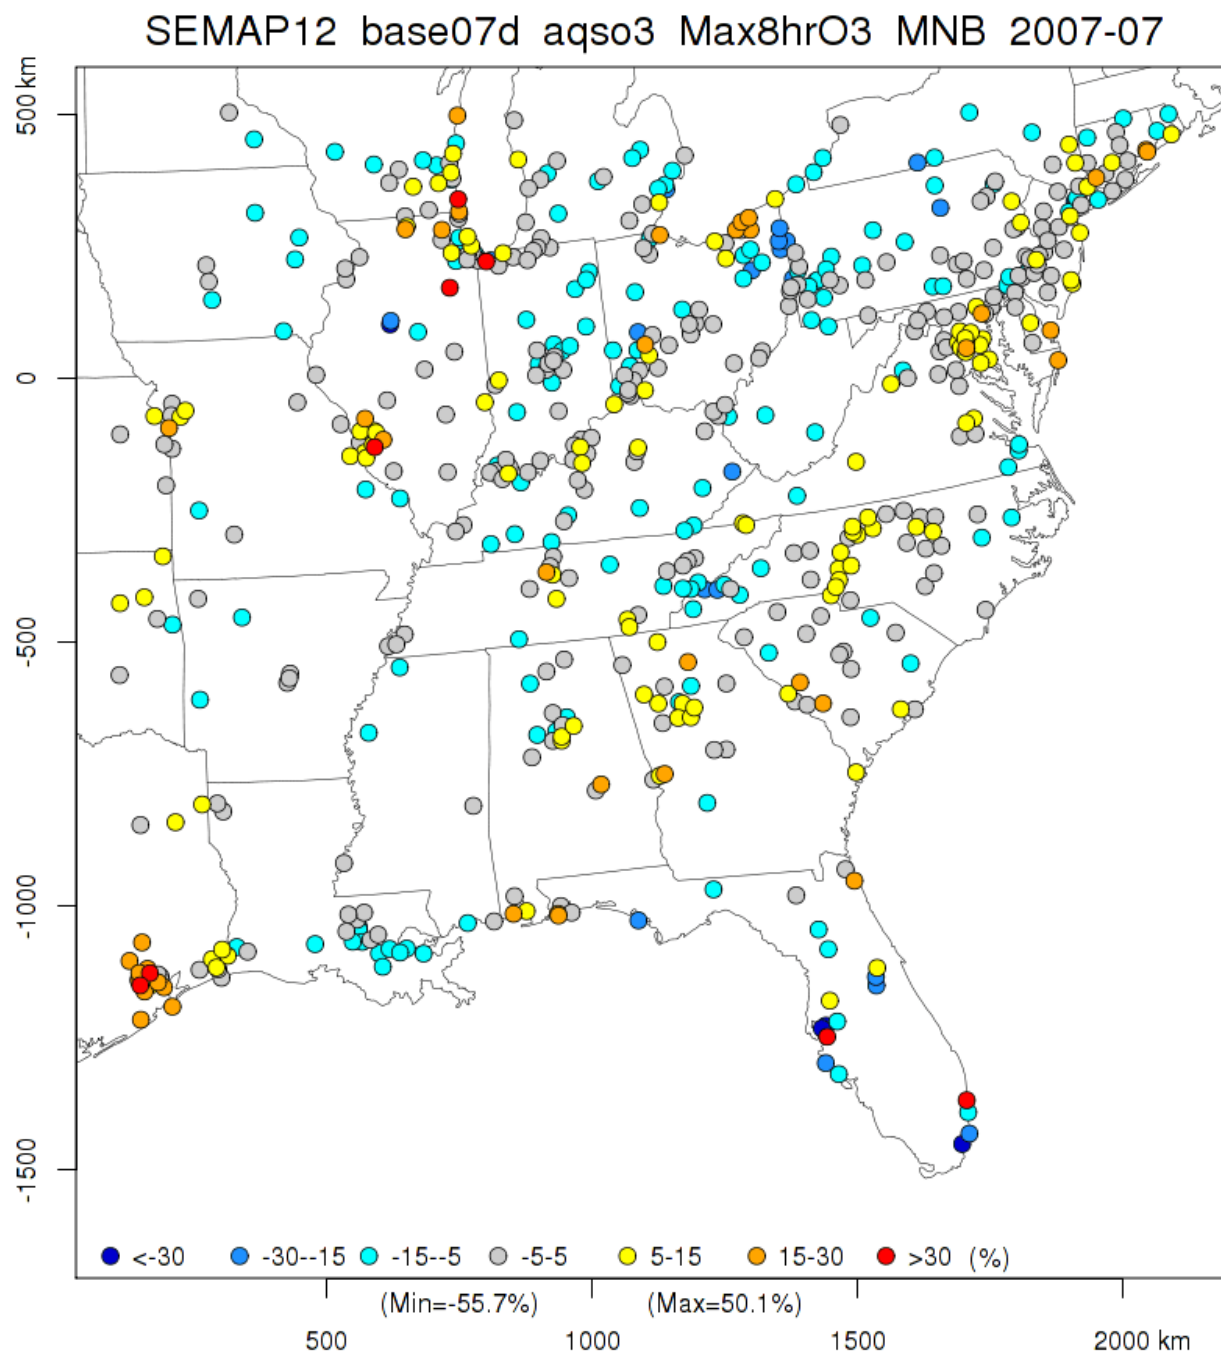 SEMAP12 base07d aqso3 Max8hrO3 MNB 2007-07
500 km
0
-500
-1000
-1500
<-30 -30--15 -15--5 -5-5 5-15 15-30 >30 (%)
(Min=-55.7%) (Max=50.1%)
500 1000 1500 2000 km